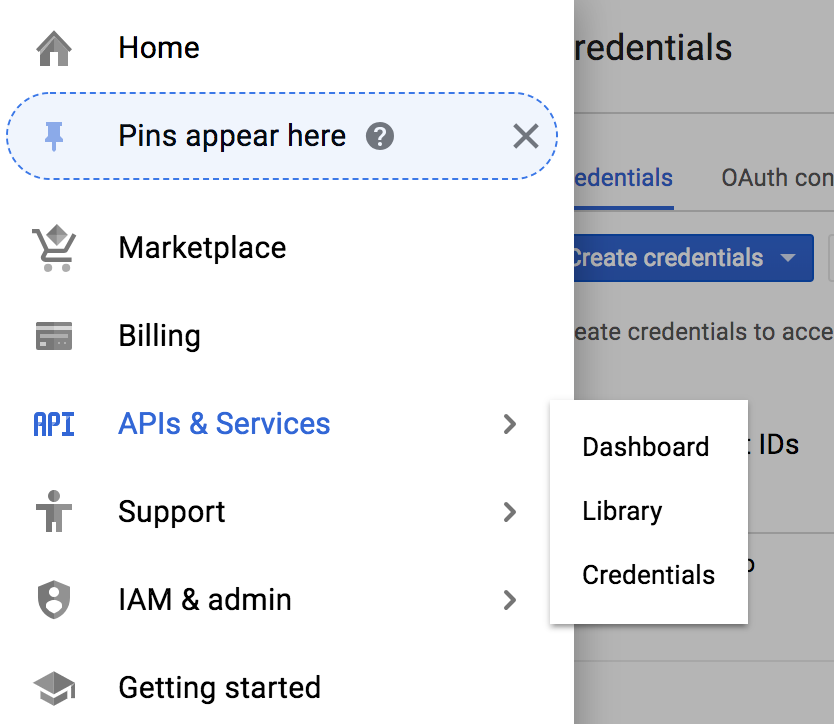 Home
Pins appear here ?
Marketplace
Billing
API APIs & Services
Support
IAM & admin
Getting started
Dashboard
Library
Credentials
redentials
edentials OAuth con
Create credentials
eate credentials to acce
t IDs